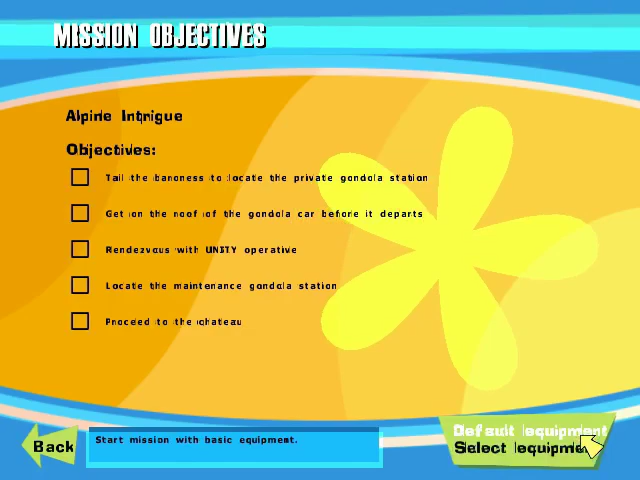 MISSION OBJECTIVES
Alpine Intrigue
Objectives:
Tail the baroness to locate the private gondola station
Get on the roof of the gondola car before it departs
Rendezvous with UNITY operative
Locate the maintenance gondola station
Proceed to the chateau
Default equipment
Back
Start mission with basic equipment.
Select equipment